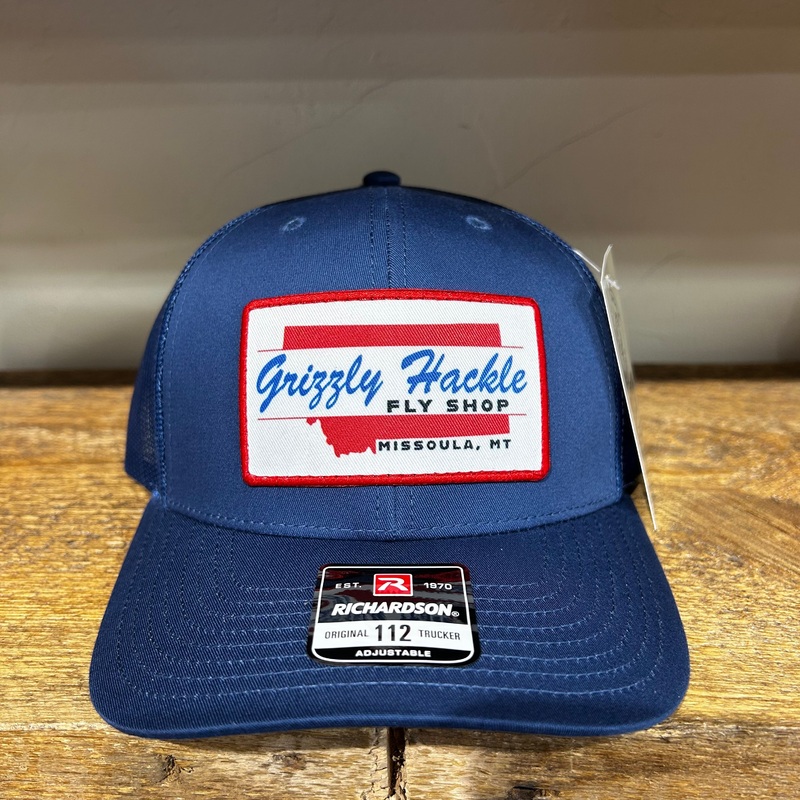 Grizzly Hackle
FLY SHOP
MISSOULA, MT
EST. R 1970
RICHARDSON®
ORIGINAL 112 TRUCKER
ADJUSTABLE